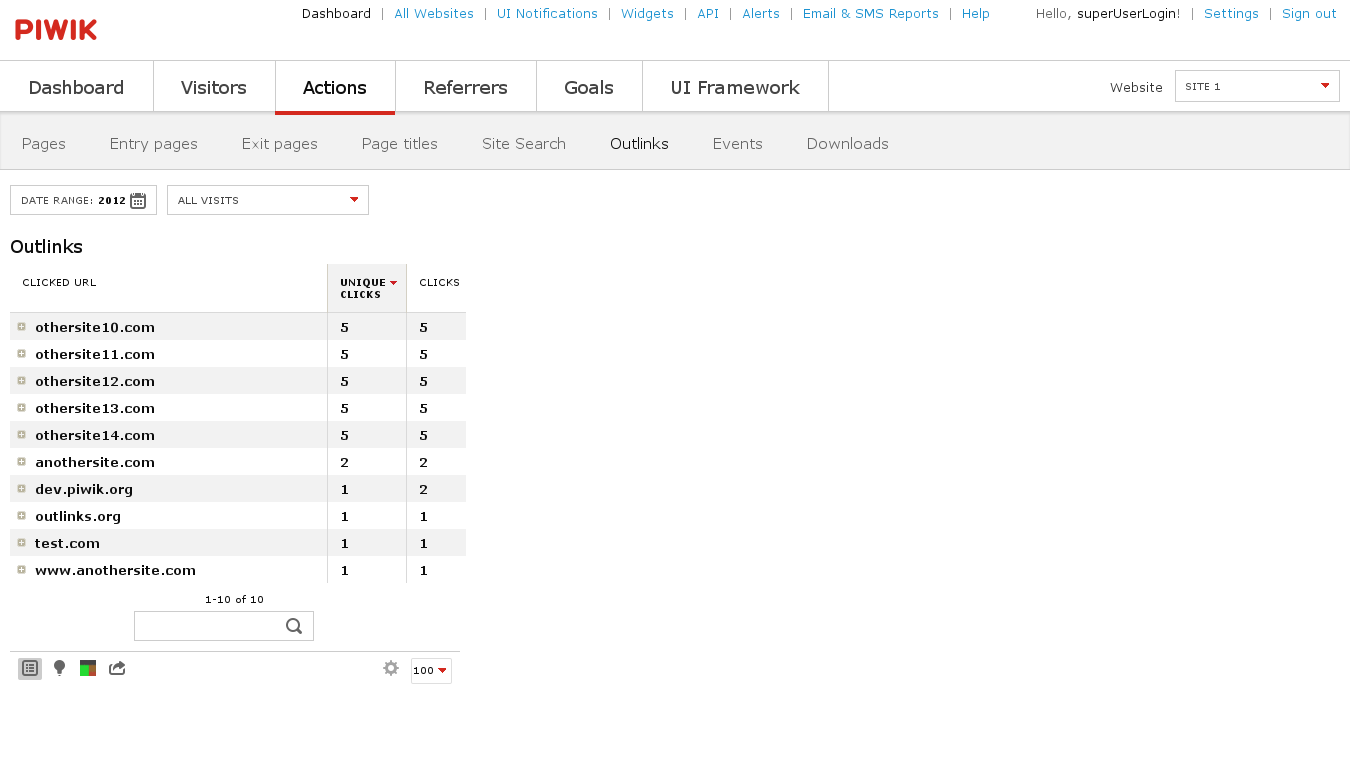 PIWIK
Dashboard | All Websites | UI Notifications | Widgets | API | Alerts | Email & SMS Reports | Help
Hello, superUserLogin! | Settings | Sign out
Dashboard Visitors Actions Referrers Goals UI Framework
Website SITE 1
Pages Entry pages Exit pages Page titles Site Search Outlinks Events Downloads
DATE RANGE: 2012 ALL VISITS
Outlinks
CLICKED URL UNIQUE CLICKS CLICKS
othersite10.com 5 5
othersite11.com 5 5
othersite12.com 5 5
othersite13.com 5 5
othersite14.com 5 5
anothersite.com 2 2
dev.piwik.org 1 2
outlinks.org 1 1
test.com 1 1
www.anothersite.com 1 1
1-10 of 10
100